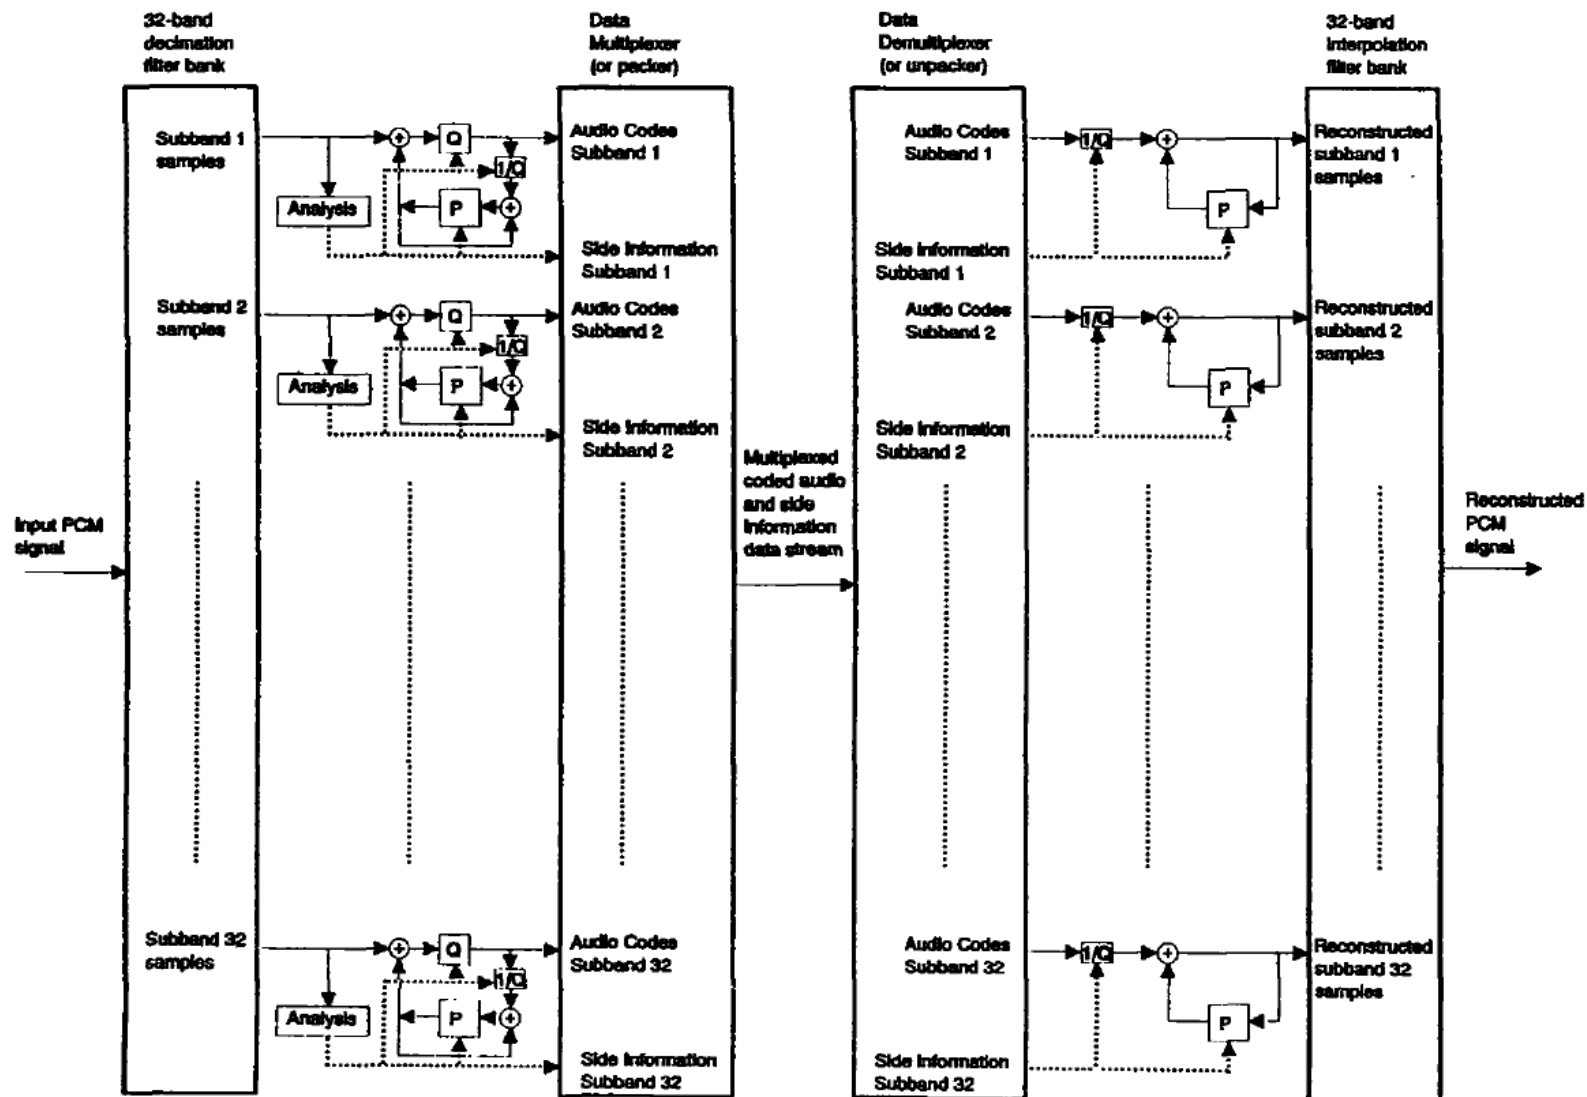 32-band
decimation
filter bank
Data
Multiplexer
(or packer)
Data
Demultiplexer
(or unpacker)
32-band
interpolation
filter bank
Subband 1
samples
+
Q
1/Q
Analysis
P
+
Audio Codes
Subband 1
Side Information
Subband 1
Audio Codes
Subband 1
1/Q
+
P
Side Information
Subband 1
Reconstructed
subband 1
samples
Subband 2
samples
+
Q
1/Q
Analysis
P
+
Audio Codes
Subband 2
Side Information
Subband 2
Audio Codes
Subband 2
1/Q
+
P
Side Information
Subband 2
Reconstructed
subband 2
samples
Input PCM
signal
Multiplexed
coded audio
and side
Information
data stream
Reconstructed
PCM
signal
Subband 32
samples
+
Q
1/Q
Analysis
P
+
Audio Codes
Subband 32
Side Information
Subband 32
Audio Codes
Subband 32
1/Q
+
P
Side Information
Subband 32
Reconstructed
subband 32
samples